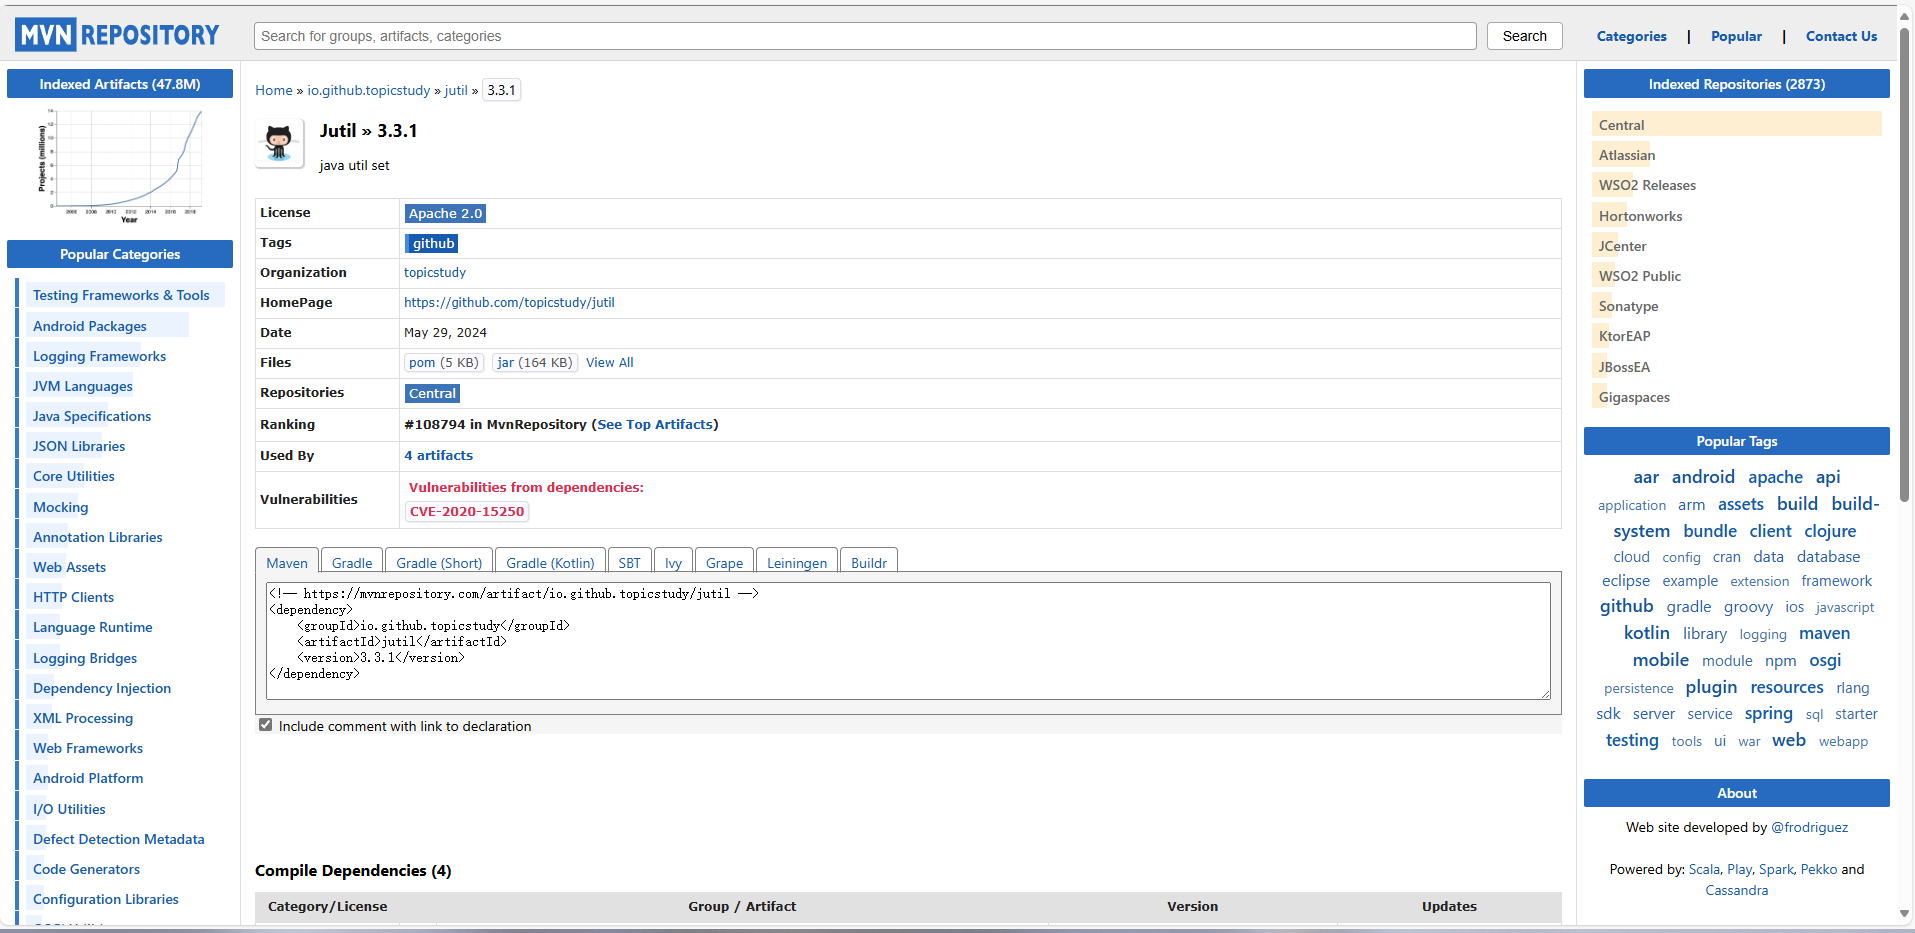 MVN REPOSITORY
Search for groups, artifacts, categories
Search
Categories | Popular | Contact Us
Indexed Artifacts (47.8M)
Projects (millions)
Year
Popular Categories
Testing Frameworks & Tools
Android Packages
Logging Frameworks
JVM Languages
Java Specifications
JSON Libraries
Core Utilities
Mocking
Annotation Libraries
Web Assets
HTTP Clients
Language Runtime
Logging Bridges
Dependency Injection
XML Processing
Web Frameworks
Android Platform
I/O Utilities
Defect Detection Metadata
Code Generators
Configuration Libraries
Home » io.github.topicstudy » jutil » 3.3.1
Jutil » 3.3.1
java util set
License Apache 2.0
Tags github
Organization topicstudy
HomePage https://github.com/topicstudy/jutil
Date May 29, 2024
Files pom (5 KB) jar (164 KB) View All
Repositories Central
Ranking #108794 in MvnRepository (See Top Artifacts)
Used By 4 artifacts
Vulnerabilities Vulnerabilities from dependencies:
CVE-2020-15250
Maven Gradle Gradle (Short) Gradle (Kotlin) SBT Ivy Grape Leiningen Buildr
<!-- https://mvnrepository.com/artifact/io.github.topicstudy/jutil -->
<dependency>
    <groupId>io.github.topicstudy</groupId>
    <artifactId>jutil</artifactId>
    <version>3.3.1</version>
</dependency>
Include comment with link to declaration
Compile Dependencies (4)
Category/License Group / Artifact Version Updates
Indexed Repositories (2873)
Central
Atlassian
WSO2 Releases
Hortonworks
JCenter
WSO2 Public
Sonatype
KtorEAP
JBossEA
Gigaspaces
Popular Tags
aar android apache api
application arm assets build build-
system bundle client clojure
cloud config cran data database
eclipse example extension framework
github gradle groovy ios javascript
kotlin library logging maven
mobile module npm osgi
persistence plugin resources rlang
sdk server service spring sql starter
testing tools ui war web webapp
About
Web site developed by @frodriguez
Powered by: Scala, Play, Spark, Pekko and
Cassandra